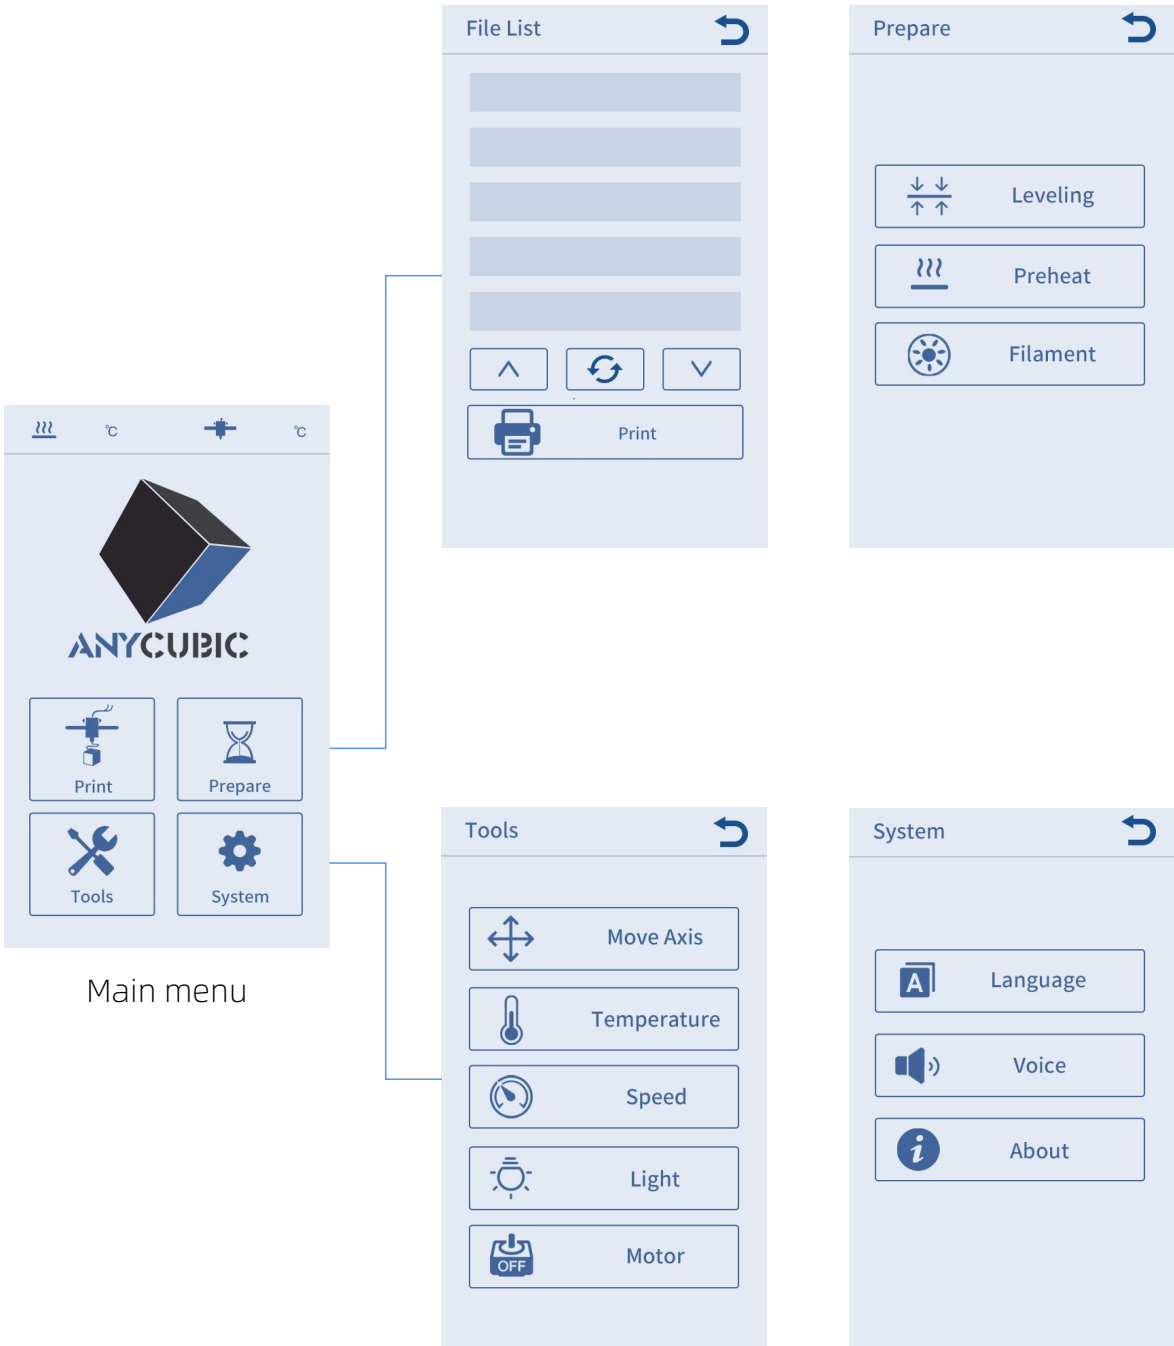 File List
Print
Prepare
Leveling
Preheat
Filament
℃
℃
ANYCUBIC
Print
Prepare
Tools
System
Main menu
Tools
Move Axis
Temperature
Speed
Light
OFF
Motor
System
A
Language
Voice
i
About